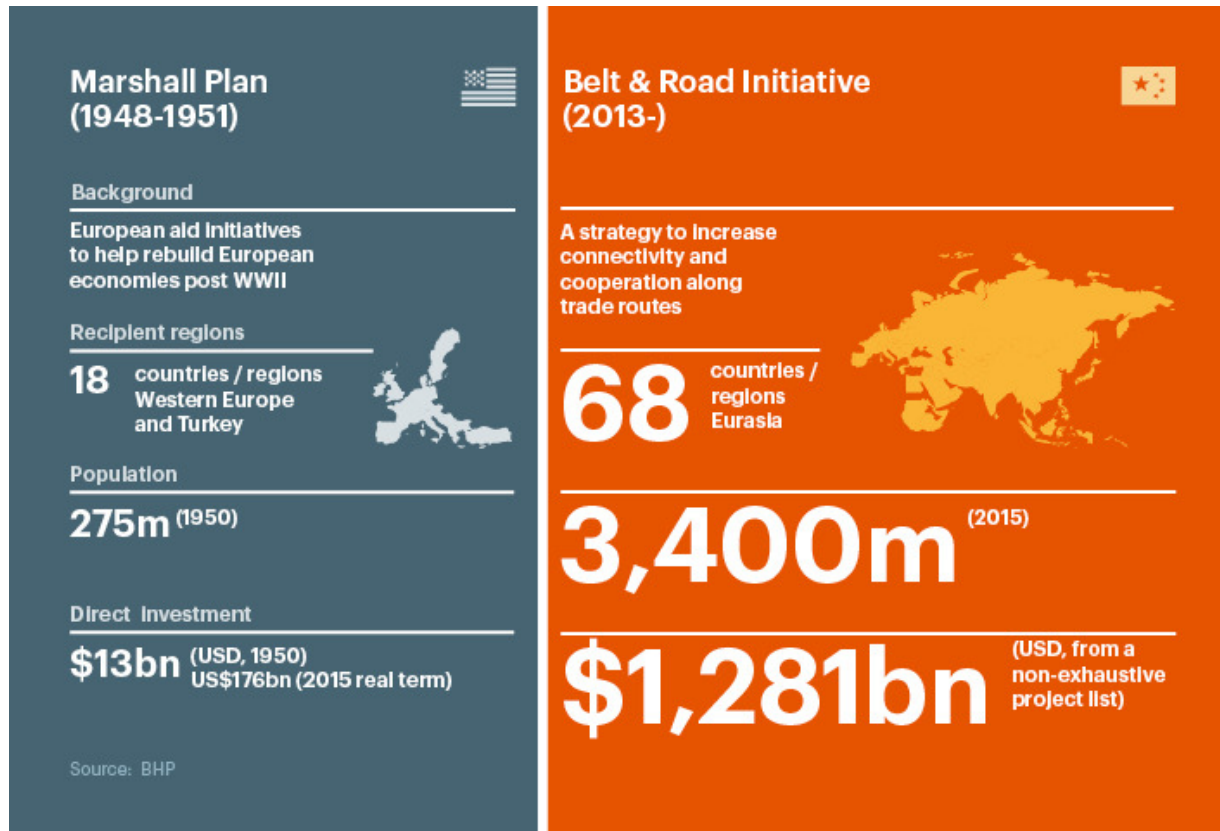 Marshall Plan
(1948-1951)
Background
European aid initiatives
to help rebuild European
economies post WWII
Recipient regions
18
countries / regions
Western Europe
and Turkey
Population
275m (1950)
Direct investment
$13bn (USD, 1950)
US$176bn (2015 real term)
Source: BHP
Belt & Road Initiative
(2013-)
A strategy to increase
connectivity and
cooperation along
trade routes
68
countries /
regions
Eurasia
3,400m (2015)
$1,281bn
(USD, from a
non-exhaustive
project list)